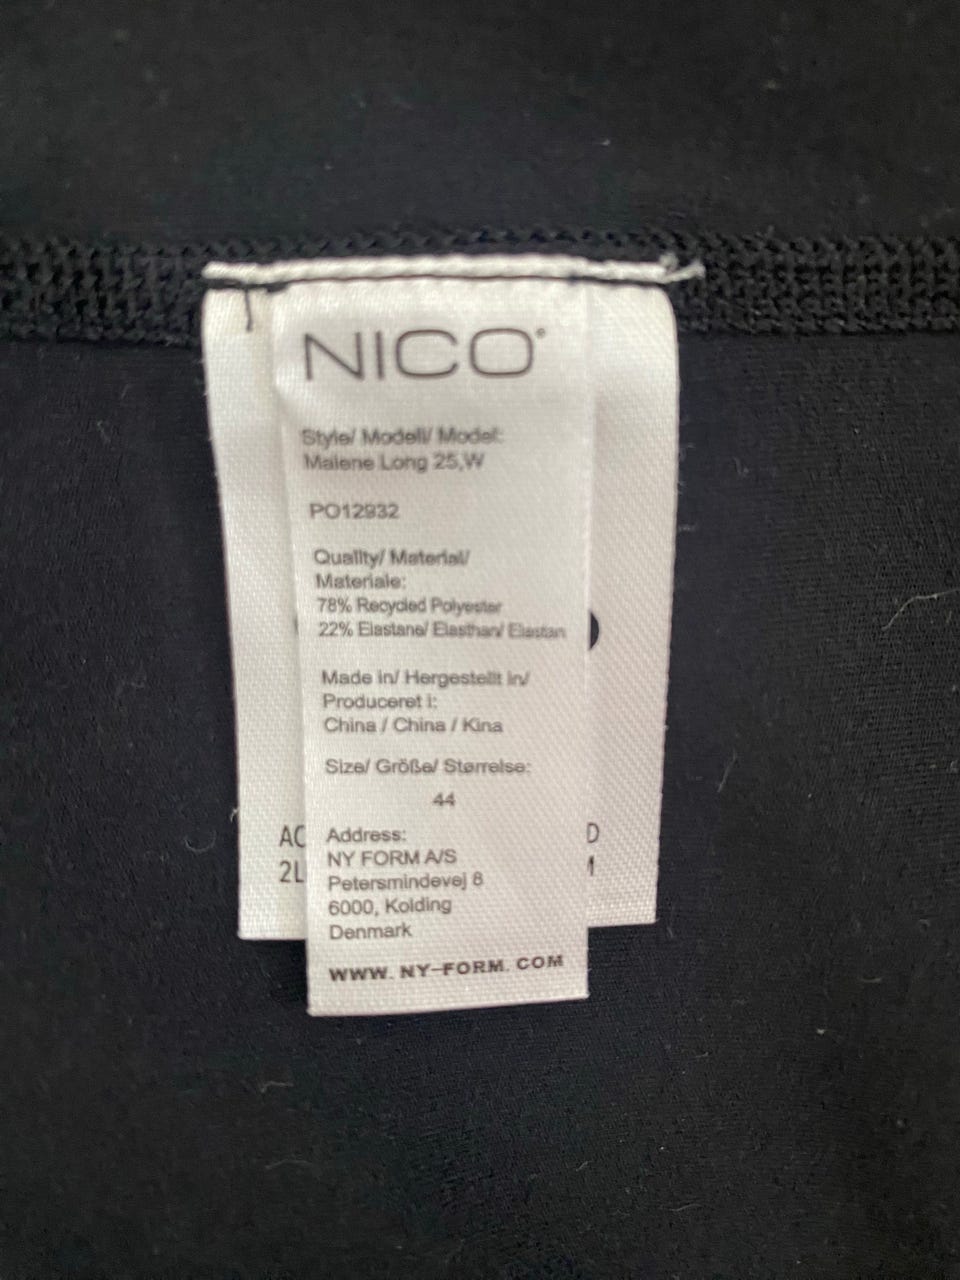 NICO°
Style/ Modell/ Model:
Malene Long 25,W
PO12932
Quality/ Material/
Materiale:
78% Recycled Polyester
22% Elastane/ Elasthan/ Elastan
Made in/ Hergestellt in/
Produceret i:
China / China / Kina
Size/ Größe/ Størrelse:
44
Address:
NY FORM A/S
Petersmindevej 8
6000, Kolding
Denmark
WWW. NY-FORM. COM